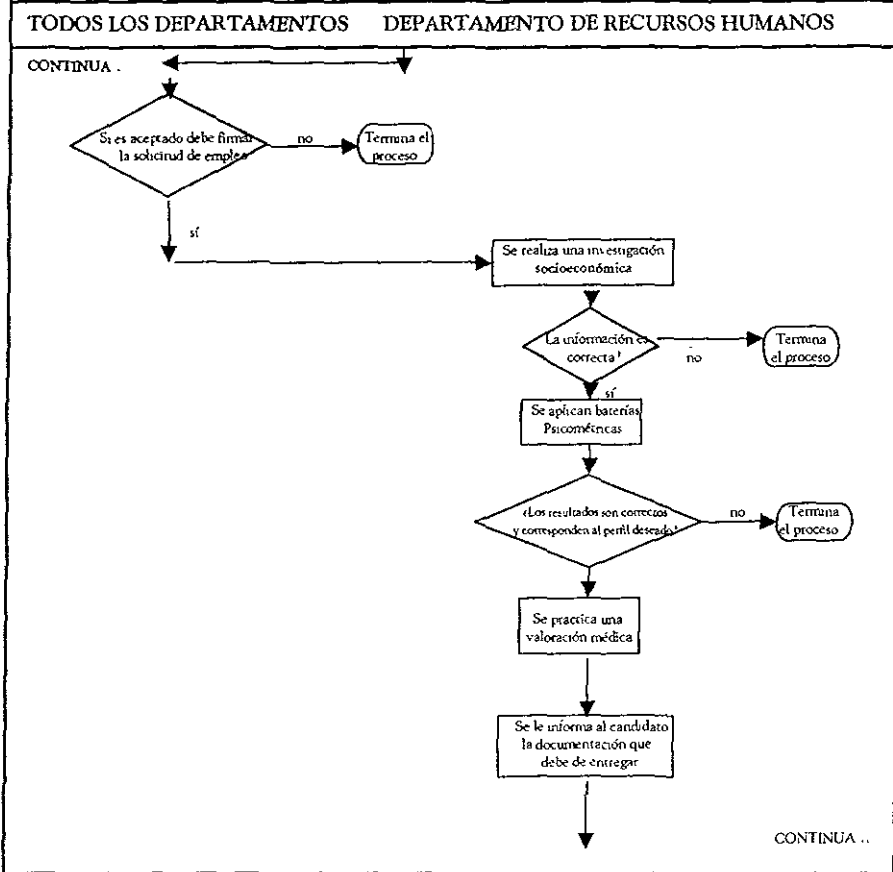 TODOS LOS DEPARTAMENTOS DEPARTAMENTO DE RECURSOS HUMANOS
CONTINUA .
Si es aceptado debe firmar
la solicitud de empleo
no
Termina el
proceso
sí
Se realiza una investigación
socioeconómica
La información es
correcta?
no
Termina
el proceso
sí
Se aplican baterías
Psicométricas
¿Los resultados son correctos
y corresponden al perfil deseado?
no
Termina
el proceso
Se practica una
valoración médica
Se le informa al candidato
la documentación que
debe de entregar
CONTINUA ..